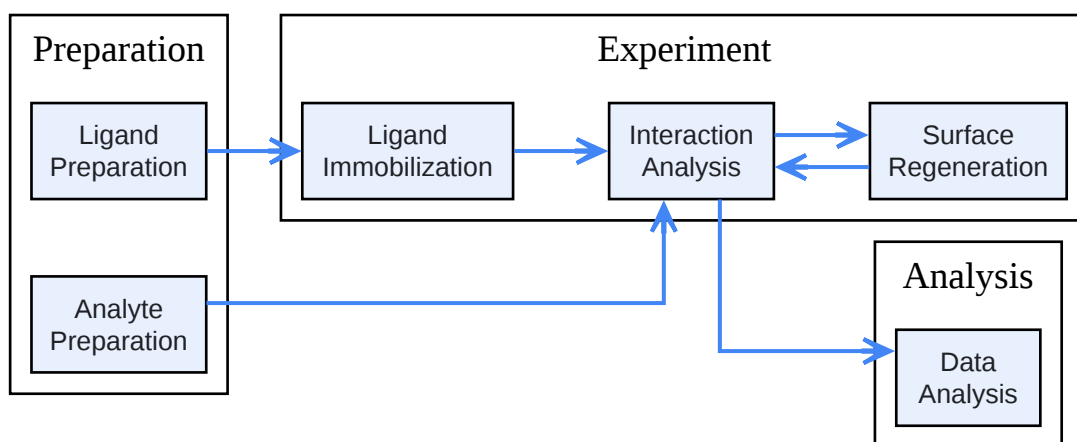 Preparation
Ligand
Preparation
Analyte
Preparation
Experiment
Ligand
Immobilization
Interaction
Analysis
Surface
Regeneration
Analysis
Data
Analysis